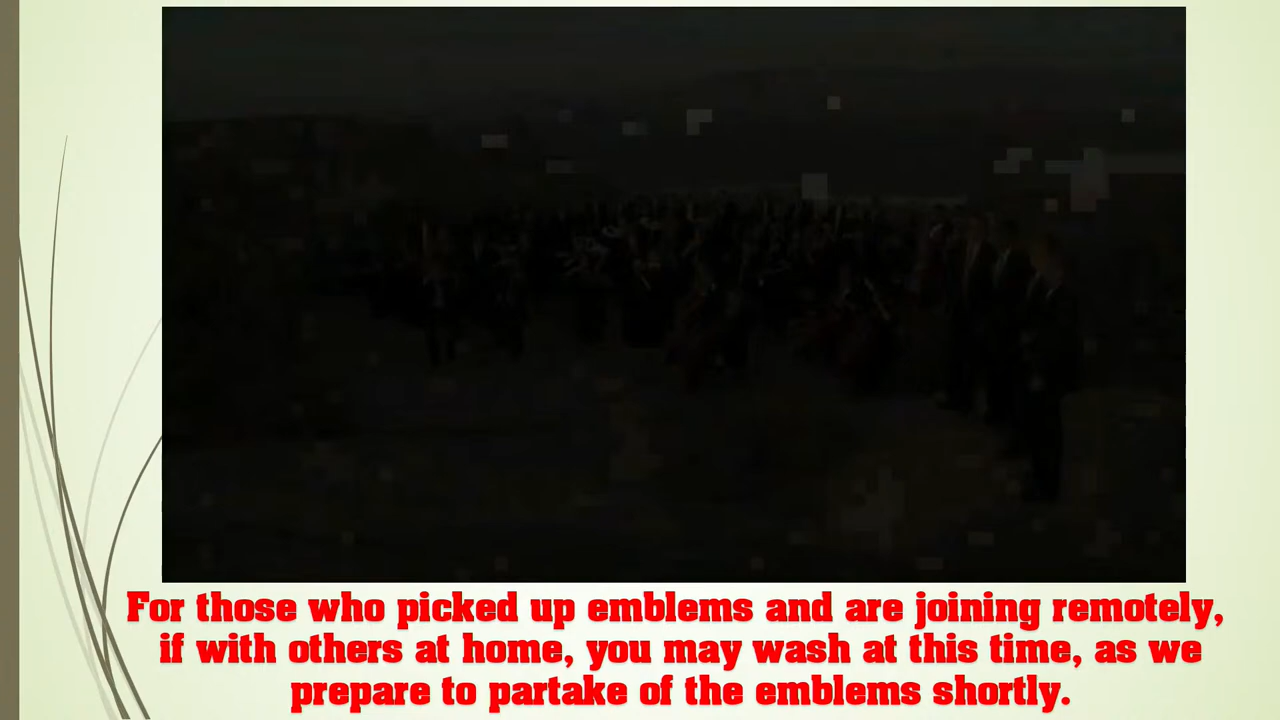 For those who picked up emblems and are joining remotely,
if with others at home, you may wash at this time, as we
prepare to partake of the emblems shortly.